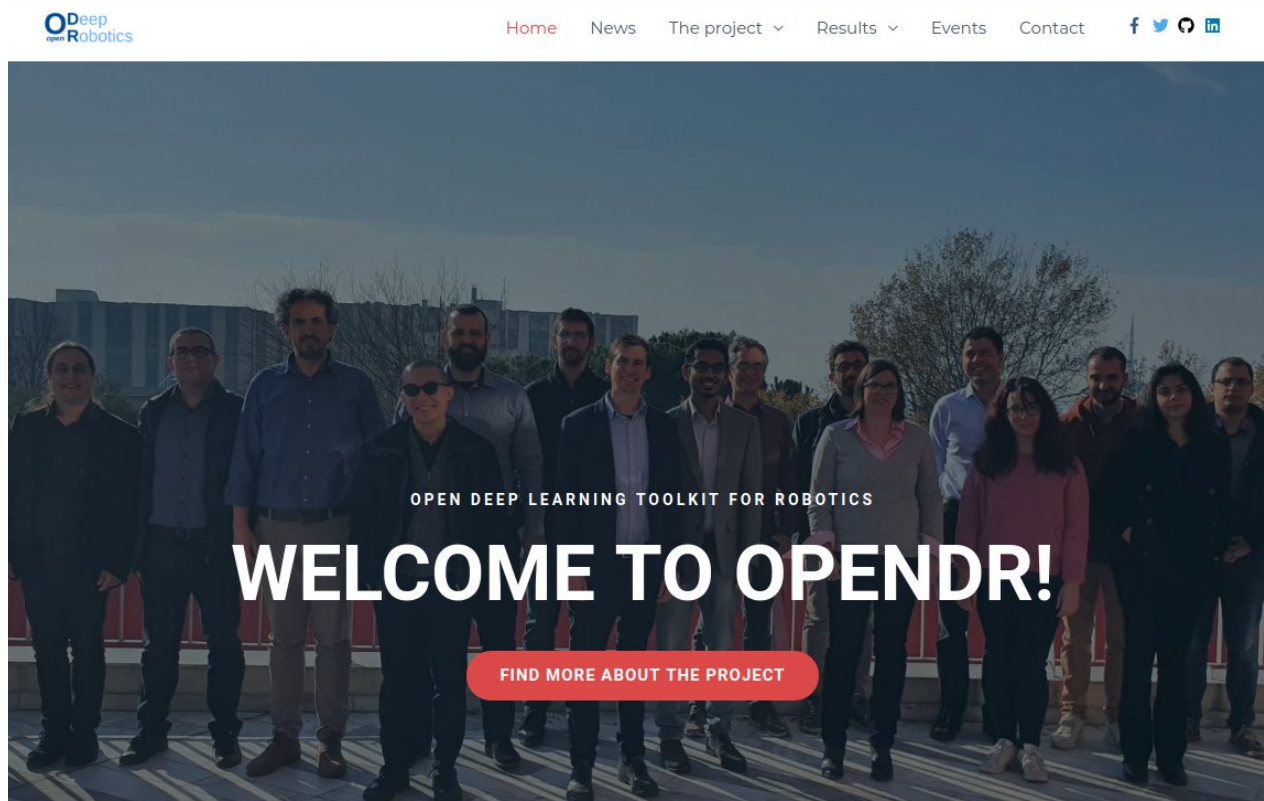 Deep
open Robotics
Home News The project Results Events Contact
OPEN DEEP LEARNING TOOLKIT FOR ROBOTICS
WELCOME TO OPENDR!
FIND MORE ABOUT THE PROJECT